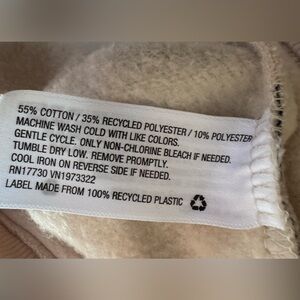 55% COTTON / 35% RECYCLED POLYESTER / 10% POLYESTER
MACHINE WASH COLD WITH LIKE COLORS.
GENTLE CYCLE. ONLY NON-CHLORINE BLEACH IF NEEDED.
TUMBLE DRY LOW. REMOVE PROMPTLY.
COOL IRON ON REVERSE SIDE IF NEEDED.
RN17730 VN1973322
LABEL MADE FROM 100% RECYCLED PLASTIC